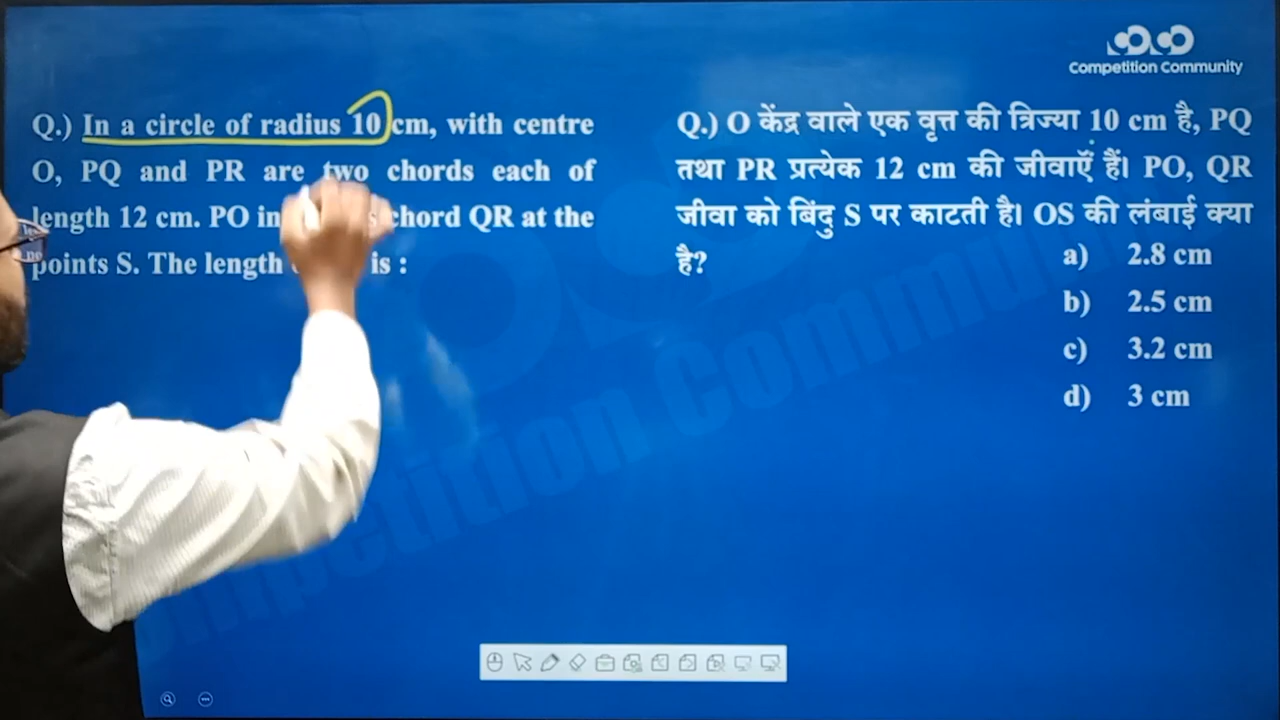 Competition Community
Q.) In a circle of radius 10 cm, with centre
O, PQ and PR are two chords each of
length 12 cm. PO in chord QR at the
points S. The length is :
Q.) O केंद्र वाले एक वृत्त की त्रिज्या 10 cm है, PQ
तथा PR प्रत्येक 12 cm की जीवाएँ हैं। PO, QR
जीवा को बिंदु S पर काटती है। OS की लंबाई क्या
है?
a) 2.8 cm
b) 2.5 cm
c) 3.2 cm
d) 3 cm
Competition Community